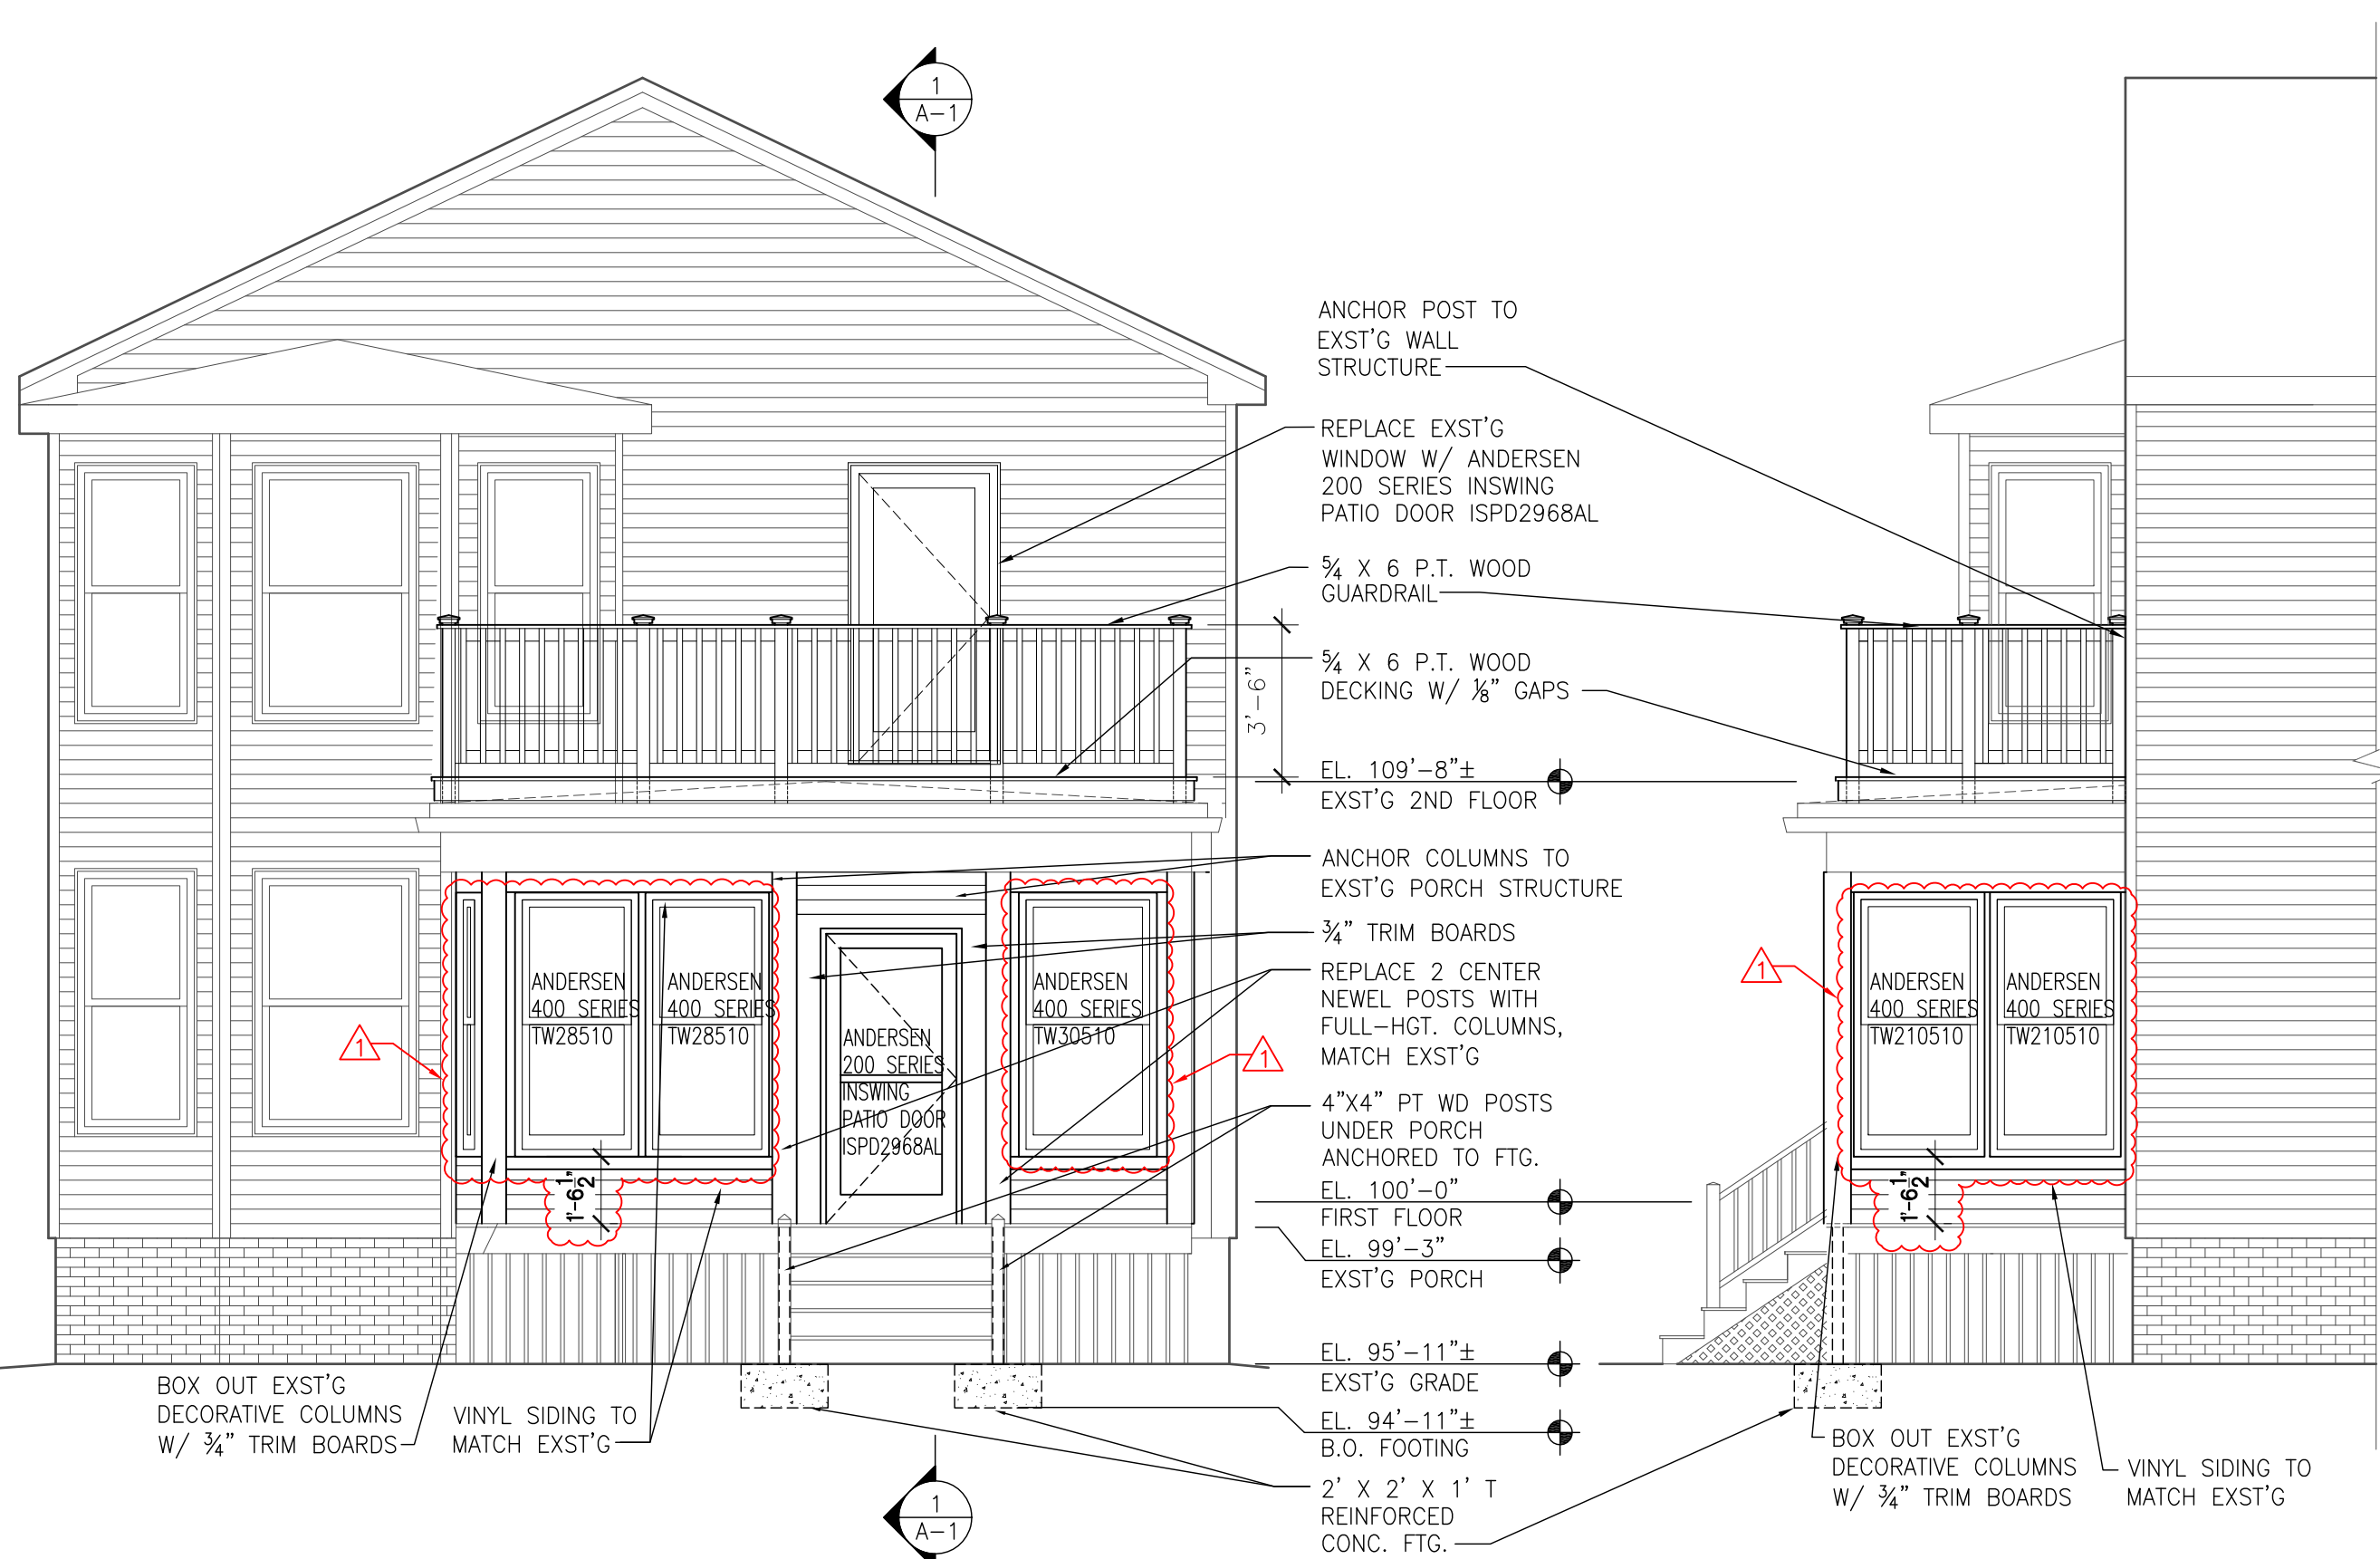 1
A-1
ANCHOR POST TO
EXST'G WALL
STRUCTURE
REPLACE EXST'G
WINDOW W/ ANDERSEN
200 SERIES INSWING
PATIO DOOR ISPD2968AL
5/4 X 6 P.T. WOOD
GUARDRAIL
5/4 X 6 P.T. WOOD
DECKING W/ 1/8" GAPS
3'-6"
EL. 109'-8"±
EXST'G 2ND FLOOR
ANCHOR COLUMNS TO
EXST'G PORCH STRUCTURE
3/4" TRIM BOARDS
REPLACE 2 CENTER
NEWEL POSTS WITH
FULL-HGT. COLUMNS,
MATCH EXST'G
4"X4" PT WD POSTS
UNDER PORCH
ANCHORED TO FTG.
EL. 100'-0"
FIRST FLOOR
EL. 99'-3"
EXST'G PORCH
EL. 95'-11"±
EXST'G GRADE
EL. 94'-11"±
B.O. FOOTING
2' X 2' X 1' T
REINFORCED
CONC. FTG.
ANDERSEN
400 SERIES
TW28510
ANDERSEN
400 SERIES
TW28510
ANDERSEN
200 SERIES
INSWING
PATIO DOOR
ISPD2968AL
ANDERSEN
400 SERIES
TW30510
ANDERSEN
400 SERIES
TW210510
ANDERSEN
400 SERIES
TW210510
1
1
1
1'-6 1/2"
1'-6 1/2"
BOX OUT EXST'G
DECORATIVE COLUMNS
W/ 3/4" TRIM BOARDS
VINYL SIDING TO
MATCH EXST'G
1
A-1
BOX OUT EXST'G
DECORATIVE COLUMNS
W/ 3/4" TRIM BOARDS
VINYL SIDING TO
MATCH EXST'G